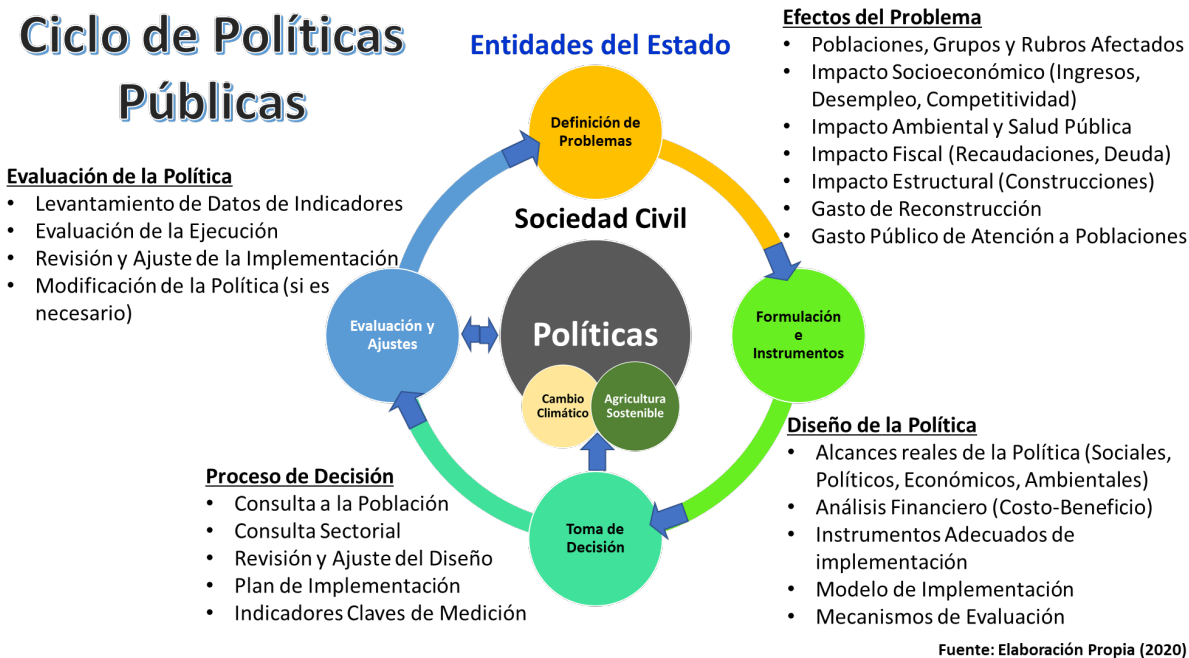 Ciclo de Políticas
Públicas
Entidades del Estado
Efectos del Problema
• Poblaciones, Grupos y Rubros Afectados
• Impacto Socioeconómico (Ingresos,
Desempleo, Competitividad)
• Impacto Ambiental y Salud Pública
• Impacto Fiscal (Recaudaciones, Deuda)
• Impacto Estructural (Construcciones)
• Gasto de Reconstrucción
• Gasto Público de Atención a Poblaciones
Definición de
Problemas
Evaluación de la Política
• Levantamiento de Datos de Indicadores
• Evaluación de la Ejecución
• Revisión y Ajuste de la Implementación
• Modificación de la Política (si es
necesario)
Sociedad Civil
Políticas
Cambio
Climático
Agricultura
Sostenible
Evaluación y
Ajustes
Formulación
e
Instrumentos
Diseño de la Política
• Alcances reales de la Política (Sociales,
Políticos, Económicos, Ambientales)
• Análisis Financiero (Costo-Beneficio)
• Instrumentos Adecuados de
implementación
• Modelo de Implementación
• Mecanismos de Evaluación
Proceso de Decisión
• Consulta a la Población
• Consulta Sectorial
• Revisión y Ajuste del Diseño
• Plan de Implementación
• Indicadores Claves de Medición
Toma de
Decisión
Fuente: Elaboración Propia (2020)